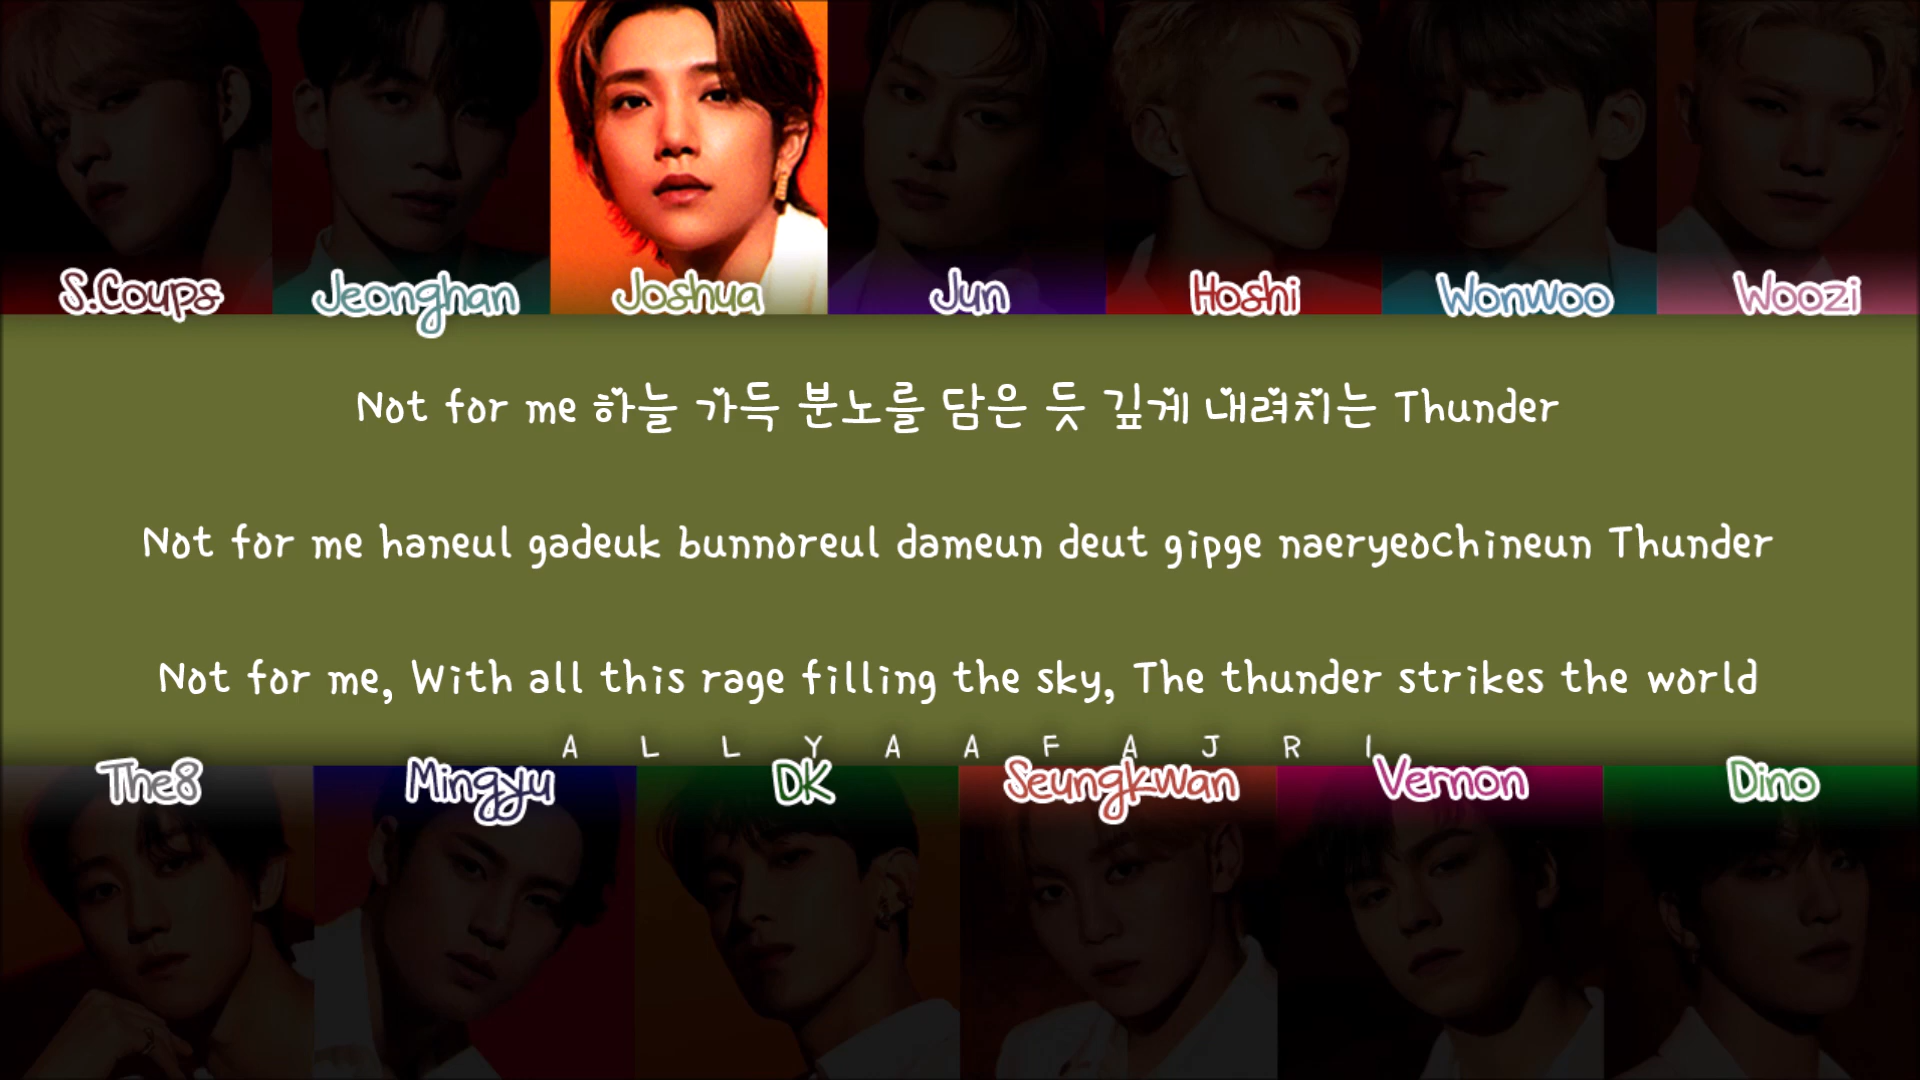 S.Coups Jeonghan Joshua Jun Hoshi Wonwoo Woozi
Not for me 하늘 가득 분노를 담은 듯 깊게 내려치는 Thunder
Not for me haneul gadeuk bunnoreul dameun deut gipge naeryeochineun Thunder
Not for me, With all this rage filling the sky, The thunder strikes the world
A L L Y A A F A J R I
The8 Mingyu DK Seungkwan Vernon Dino